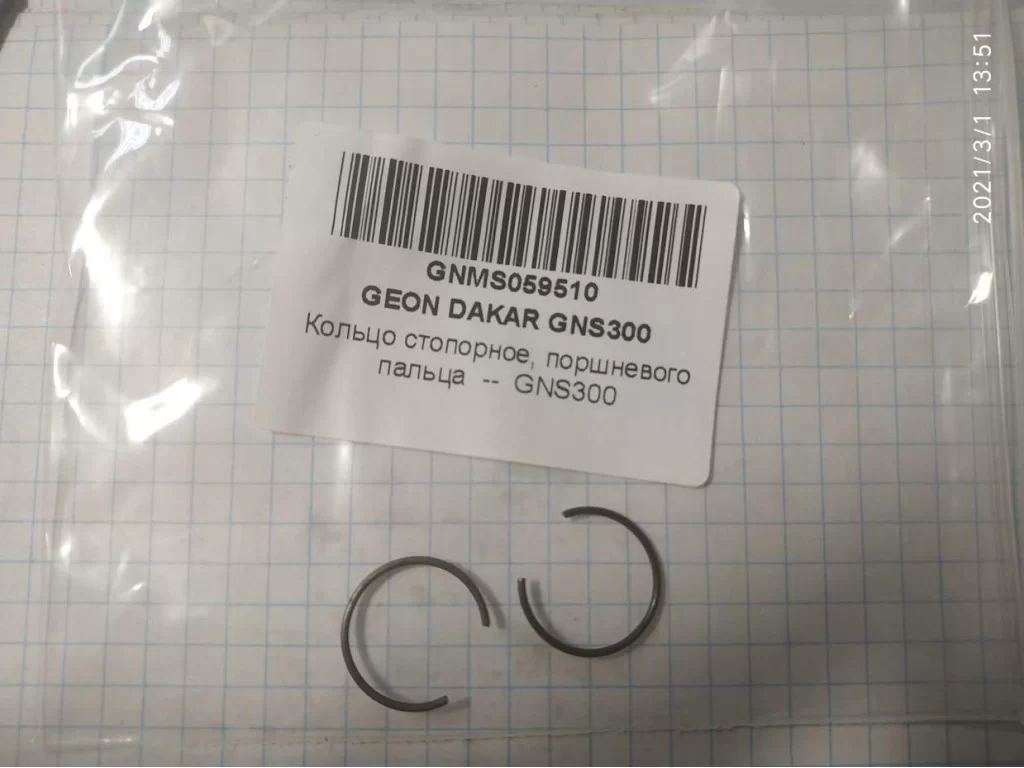 GNMS059510
GEON DAKAR GNS300
Кольцо стопорное, поршневого
пальца -- GNS300
2021/3/1 13:51